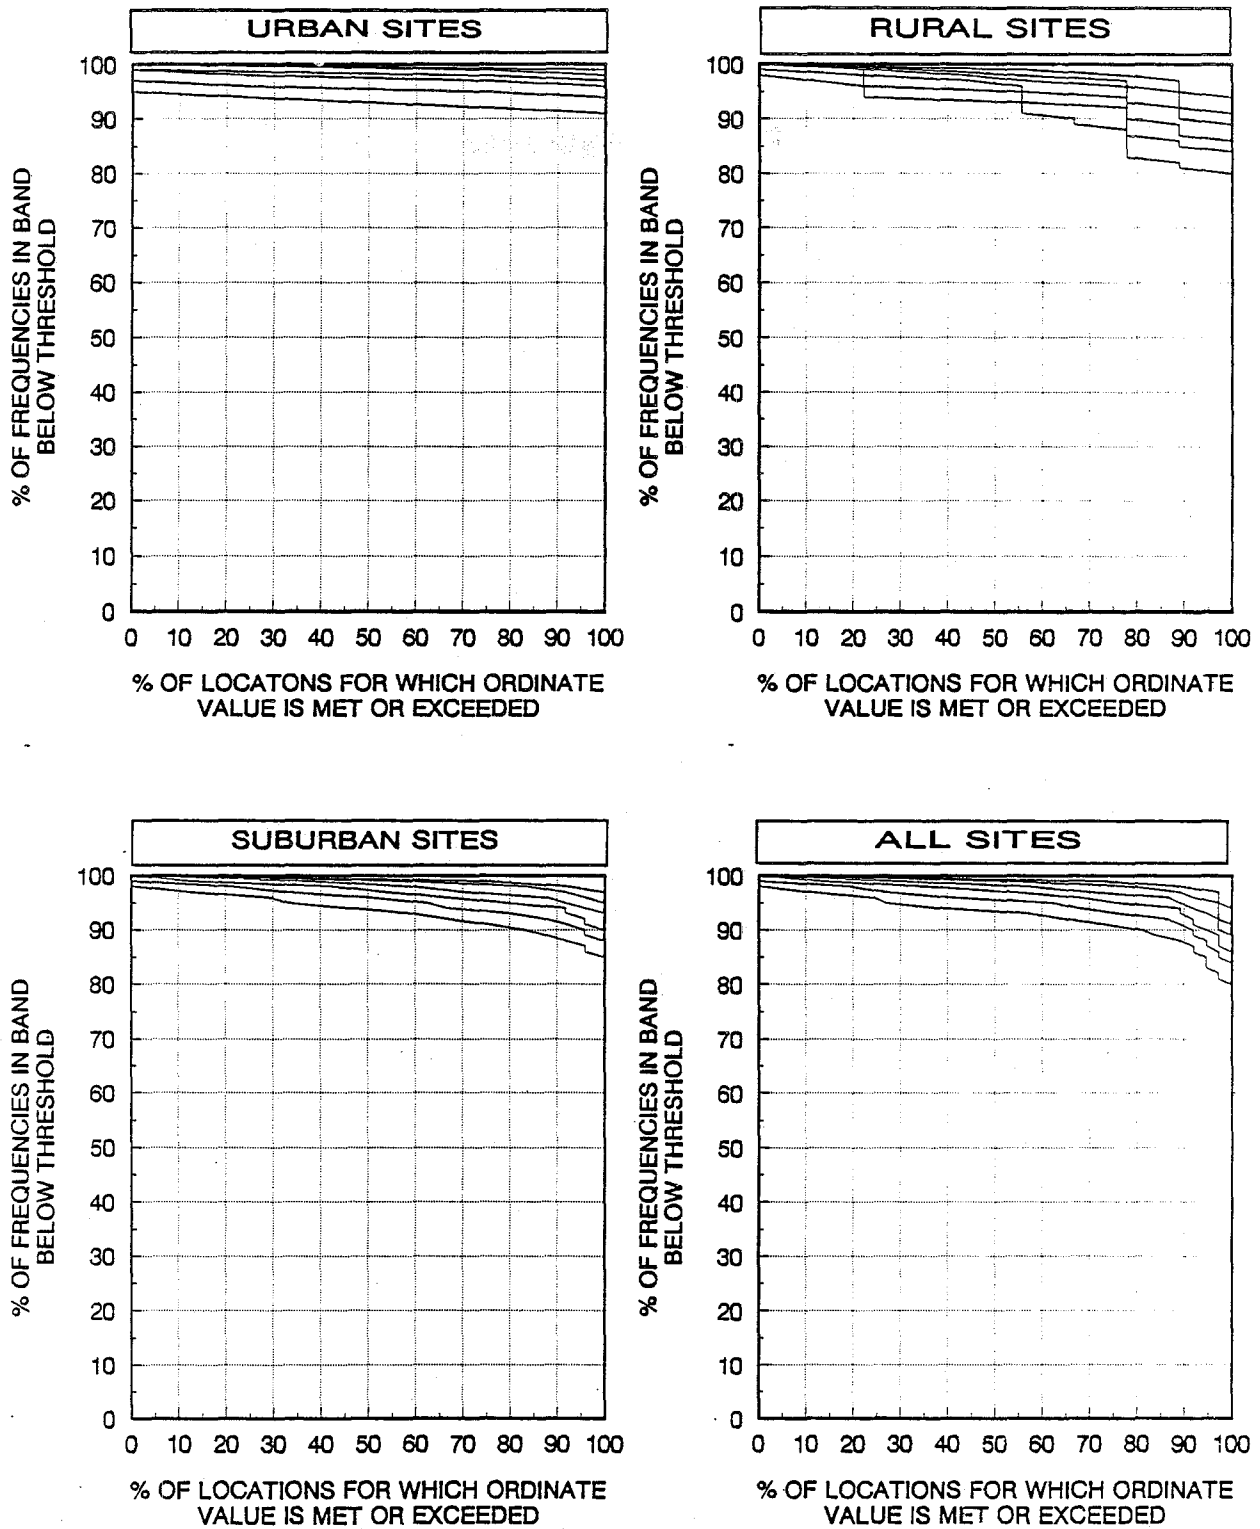 URBAN SITES
% OF FREQUENCIES IN BAND
BELOW THRESHOLD
100
90
80
70
60
50
40
30
20
10
0
0 10 20 30 40 50 60 70 80 90 100
% OF LOCATONS FOR WHICH ORDINATE
VALUE IS MET OR EXCEEDED
RURAL SITES
% OF FREQUENCIES IN BAND
BELOW THRESHOLD
100
90
80
70
60
50
40
30
20
10
0
0 10 20 30 40 50 60 70 80 90 100
% OF LOCATIONS FOR WHICH ORDINATE
VALUE IS MET OR EXCEEDED
SUBURBAN SITES
% OF FREQUENCIES IN BAND
BELOW THRESHOLD
100
90
80
70
60
50
40
30
20
10
0
0 10 20 30 40 50 60 70 80 90 100
% OF LOCATIONS FOR WHICH ORDINATE
VALUE IS MET OR EXCEEDED
ALL SITES
% OF FREQUENCIES IN BAND
BELOW THRESHOLD
100
90
80
70
60
50
40
30
20
10
0
0 10 20 30 40 50 60 70 80 90 100
% OF LOCATIONS FOR WHICH ORDINATE
VALUE IS MET OR EXCEEDED